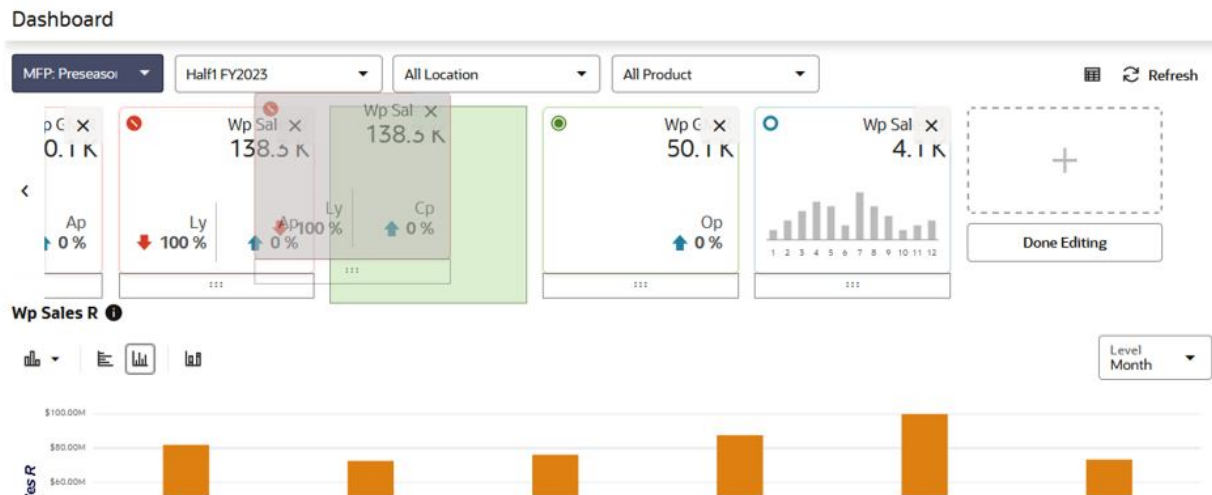 Dashboard
MFP: Preseaso
Half1 FY2023
All Location
All Product
Refresh
p G
0.1 K
Ap
0 %
Wp Sal
138.5 K
Ly
100 %
Ap
0 %
Wp Sal
138.5 K
Ly
100 %
Cp
0 %
Wp G
50.1 K
Op
0 %
Wp Sal
4.1 K
1 2 3 4 5 6 7 8 9 10 11 12
+
Done Editing
Wp Sales R
Level
Month
$100.00M
$80.00M
$60.00M
es R